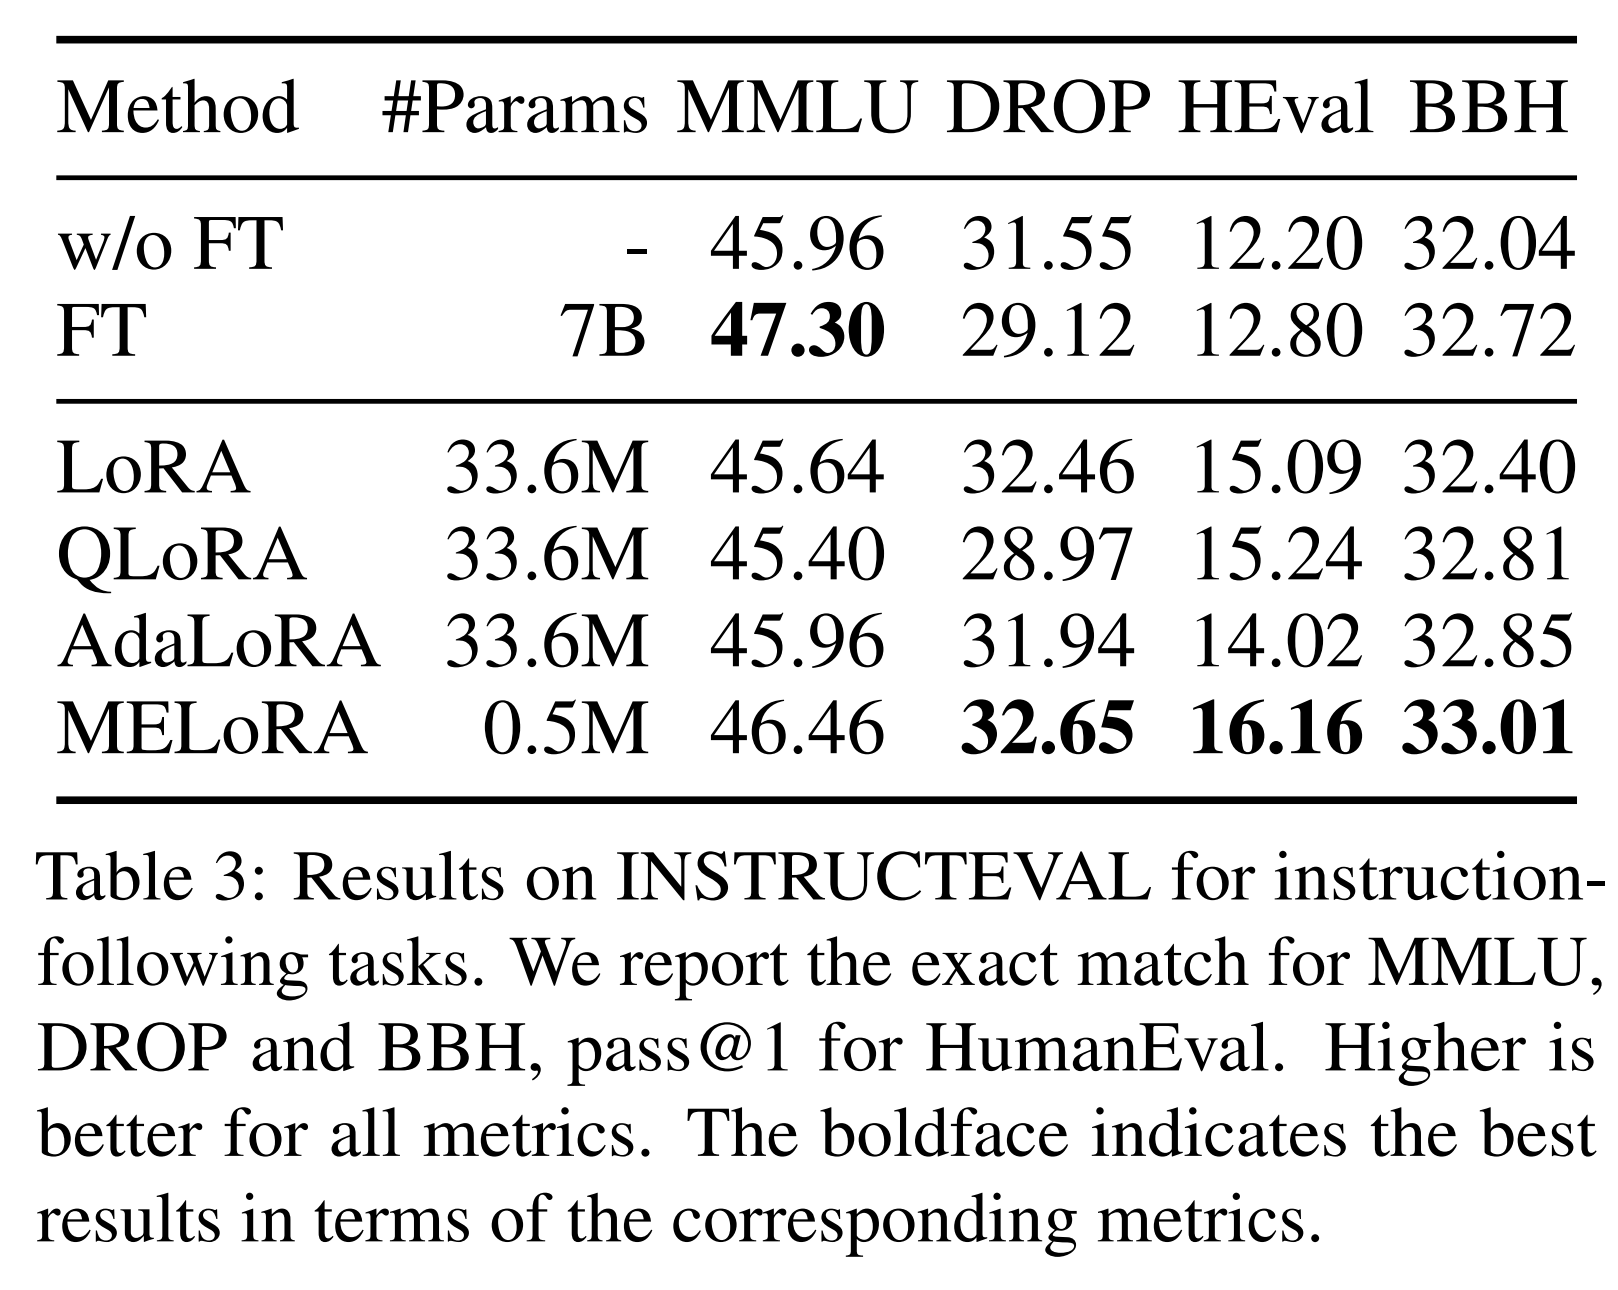 Method #Params MMLU DROP HEval BBH
w/o FT - 45.96 31.55 12.20 32.04
FT 7B 47.30 29.12 12.80 32.72
LoRA 33.6M 45.64 32.46 15.09 32.40
QLoRA 33.6M 45.40 28.97 15.24 32.81
AdaLoRA 33.6M 45.96 31.94 14.02 32.85
MELoRA 0.5M 46.46 32.65 16.16 33.01
Table 3: Results on INSTRUCTEVAL for instruction-
following tasks. We report the exact match for MMLU,
DROP and BBH, pass@1 for HumanEval. Higher is
better for all metrics. The boldface indicates the best
results in terms of the corresponding metrics.